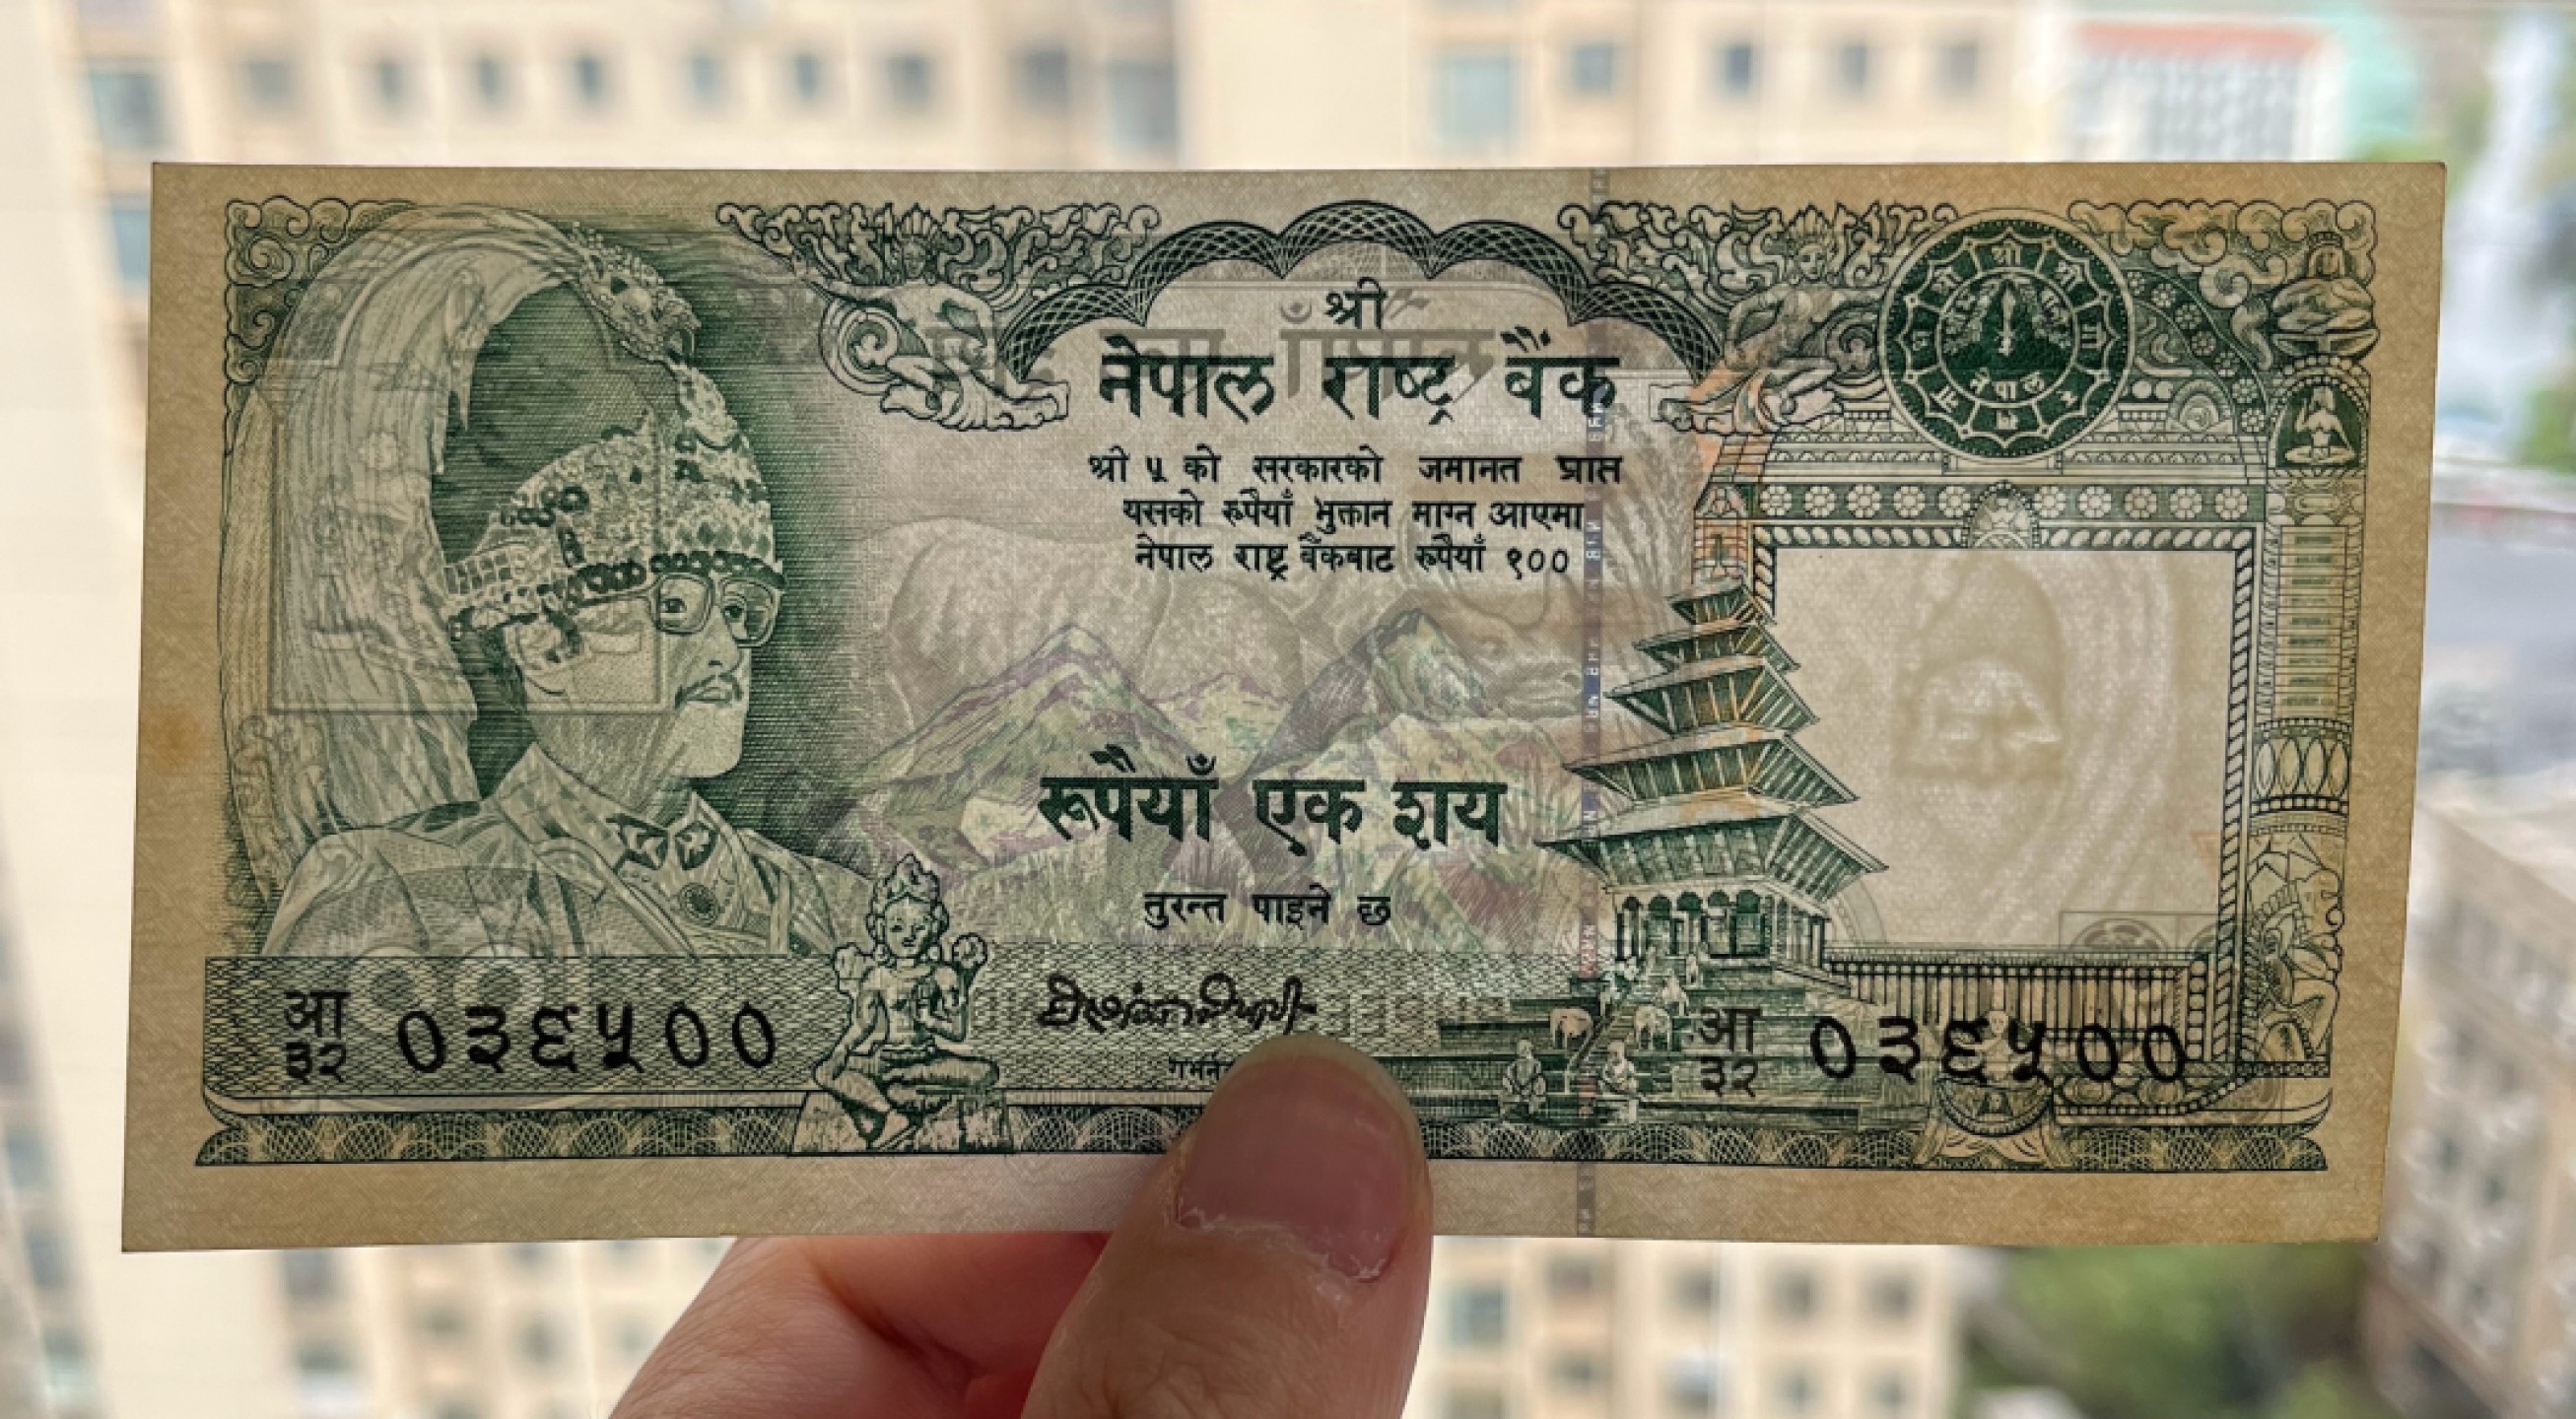 श्री
नेपाल राष्ट्र बैंक
श्री ५ को सरकारको जमानत प्राप्त
यसको रुपैयाँ भुक्तान माग्न आएमा
नेपाल राष्ट्र बैंकबाट रुपैयाँ १००
रूपैयाँ एक शय
तुरन्त पाइने छ
आ
३२ ०३६५००
आ
३२ ०३६५००
नेपाल